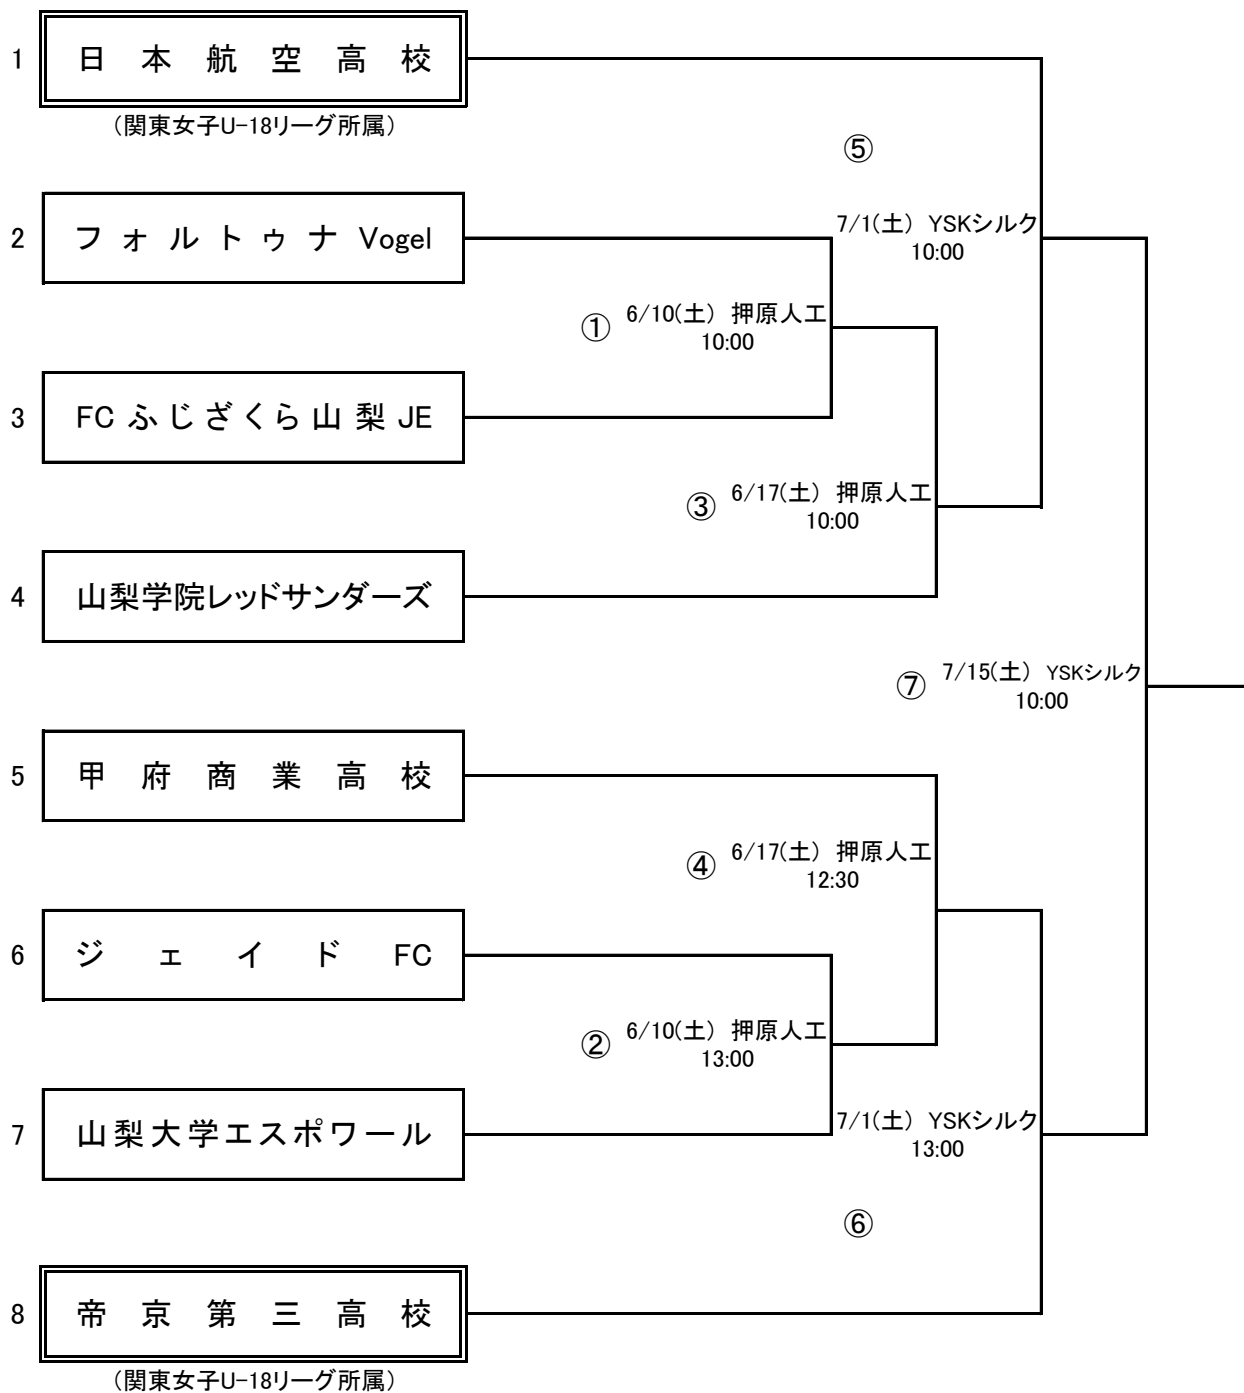 1 日本航空高校
（関東女子U-18リーグ所属）
⑤
7/1(土) YSKシルク
10:00
2 フォルトゥナ Vogel
① 6/10(土) 押原人工
10:00
3 FC ふじざくら山梨 JE
③ 6/17(土) 押原人工
10:00
4 山梨学院レッドサンダーズ
⑦ 7/15(土) YSKシルク
10:00
5 甲府商業高校
④ 6/17(土) 押原人工
12:30
6 ジェイド FC
② 6/10(土) 押原人工
13:00
7 山梨大学エスポワール
7/1(土) YSKシルク
13:00
⑥
8 帝京第三高校
（関東女子U-18リーグ所属）